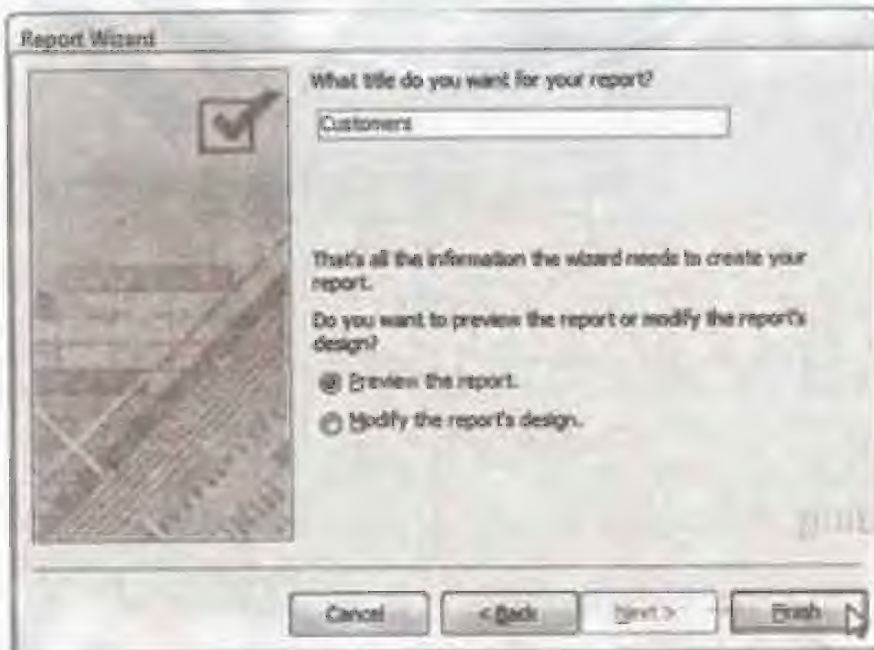 Report Wizard
What title do you want for your report?
Customers
That's all the information the wizard needs to create your
report.
Do you want to preview the report or modify the report's
design?
Preview the report.
Modify the report's design.
Cancel
< Back
Next >
Finish